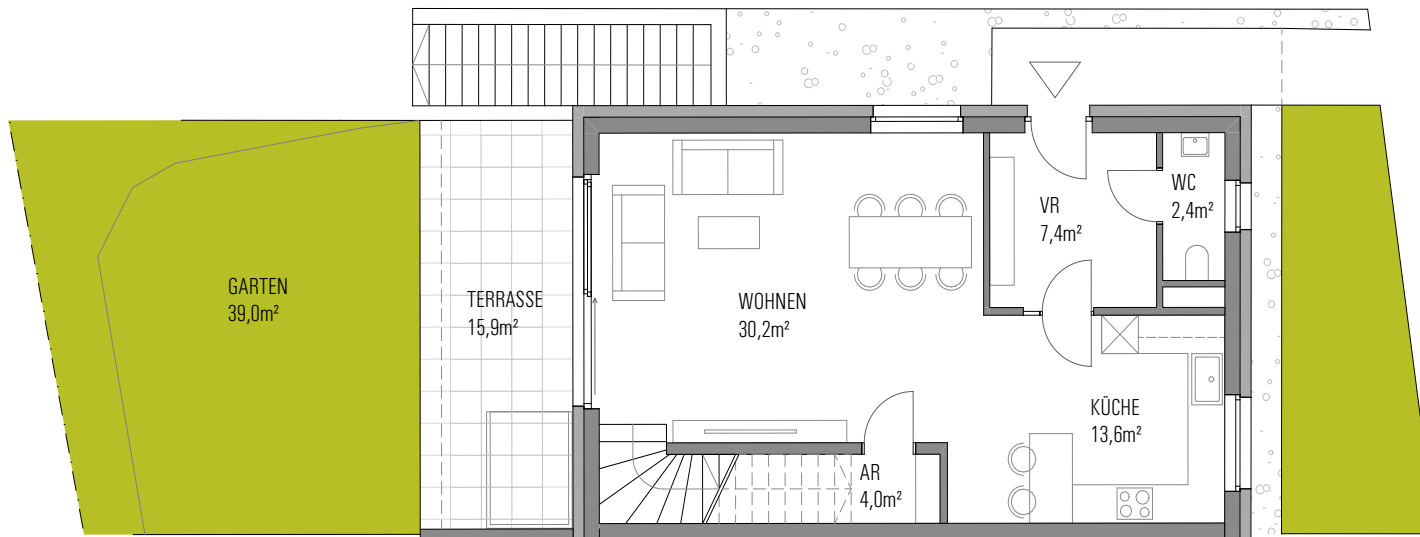 GARTEN
39,0m²
TERRASSE
15,9m²
WOHNEN
30,2m²
VR
7,4m²
WC
2,4m²
KÜCHE
13,6m²
AR
4,0m²